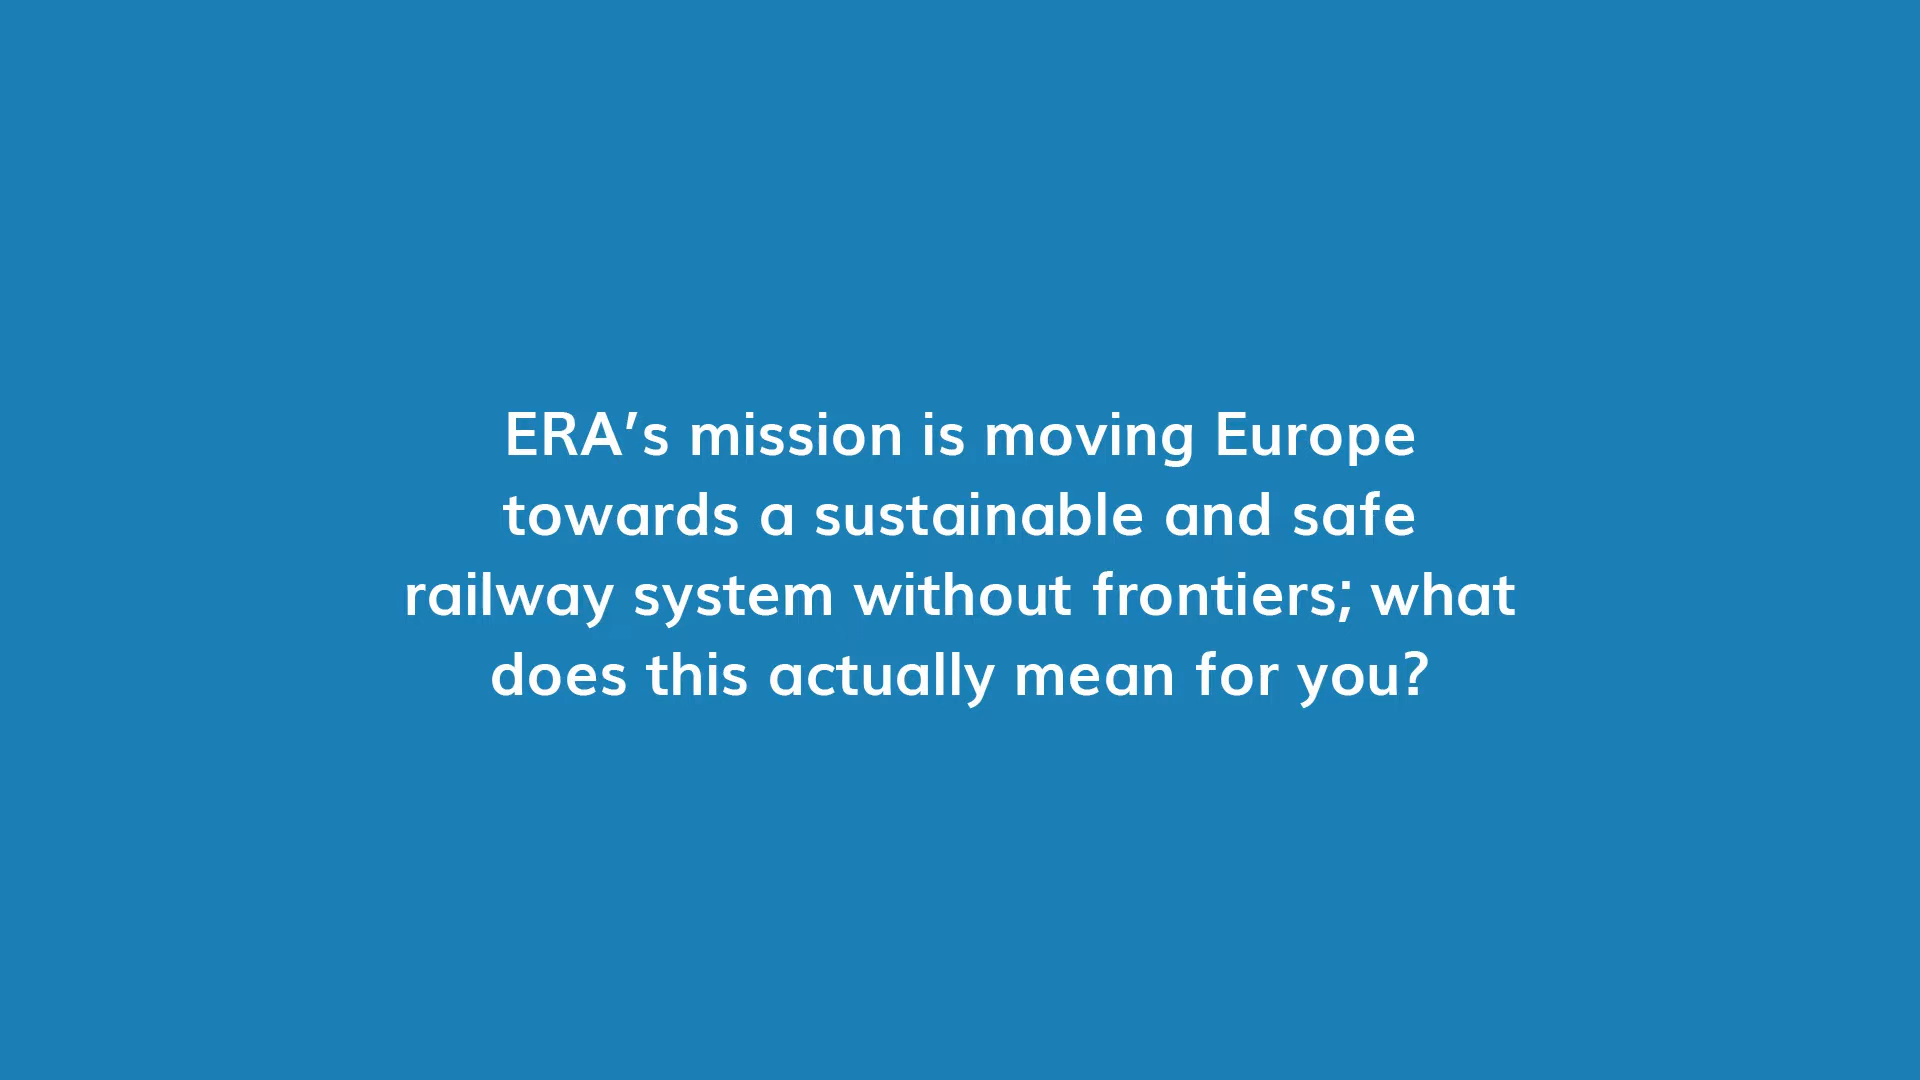 ERA's mission is moving Europe
towards a sustainable and safe
railway system without frontiers; what
does this actually mean for you?